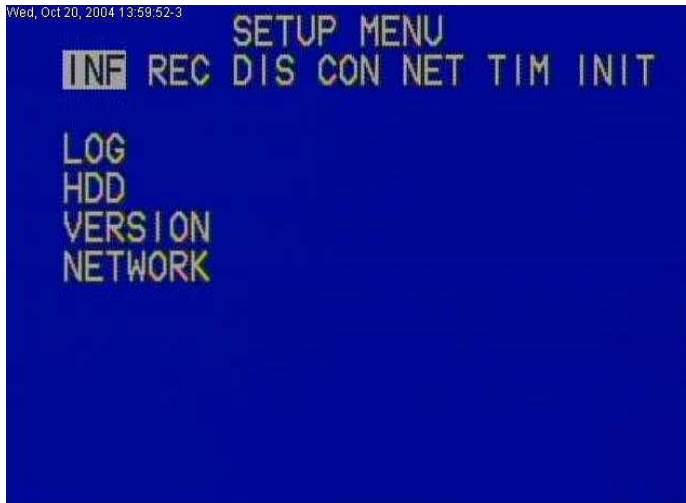 Wed, Oct 20, 2004 13:59:52-3
SETUP MENU
INF REC DIS CON NET TIM INIT
LOG
HDD
VERSION
NETWORK